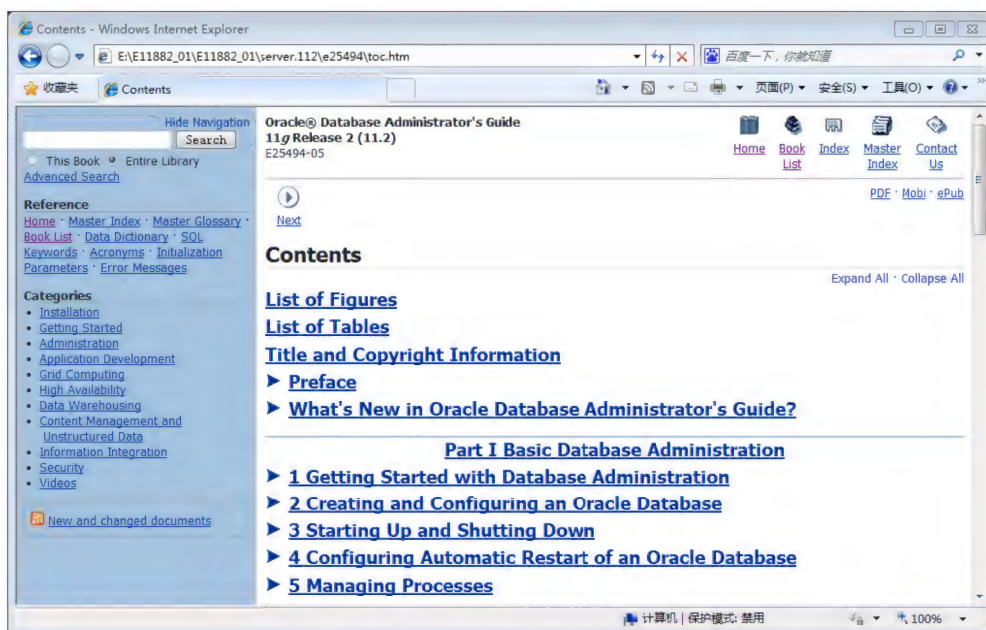 Contents - Windows Internet Explorer
E:\E11882_01\E11882_01\server.112\e25494\toc.htm
百度一下，你就知道
收藏夹
Contents
页面(P)
安全(S)
工具(O)
Hide Navigation
Search
This Book
Entire Library
Advanced Search
Reference
Home · Master Index · Master Glossary ·
Book List · Data Dictionary · SQL
Keywords · Acronyms · Initialization
Parameters · Error Messages
Categories
• Installation
• Getting Started
• Administration
• Application Development
• Grid Computing
• High Availability
• Data Warehousing
• Content Management and
Unstructured Data
• Information Integration
• Security
• Videos
New and changed documents
Oracle® Database Administrator's Guide
11g Release 2 (11.2)
E25494-05
Home
Book List
Index
Master Index
Contact Us
Next
PDF · Mobi · ePub
Contents
Expand All · Collapse All
List of Figures
List of Tables
Title and Copyright Information
Preface
What's New in Oracle Database Administrator's Guide?
Part I Basic Database Administration
1 Getting Started with Database Administration
2 Creating and Configuring an Oracle Database
3 Starting Up and Shutting Down
4 Configuring Automatic Restart of an Oracle Database
5 Managing Processes
计算机 | 保护模式: 禁用
100%